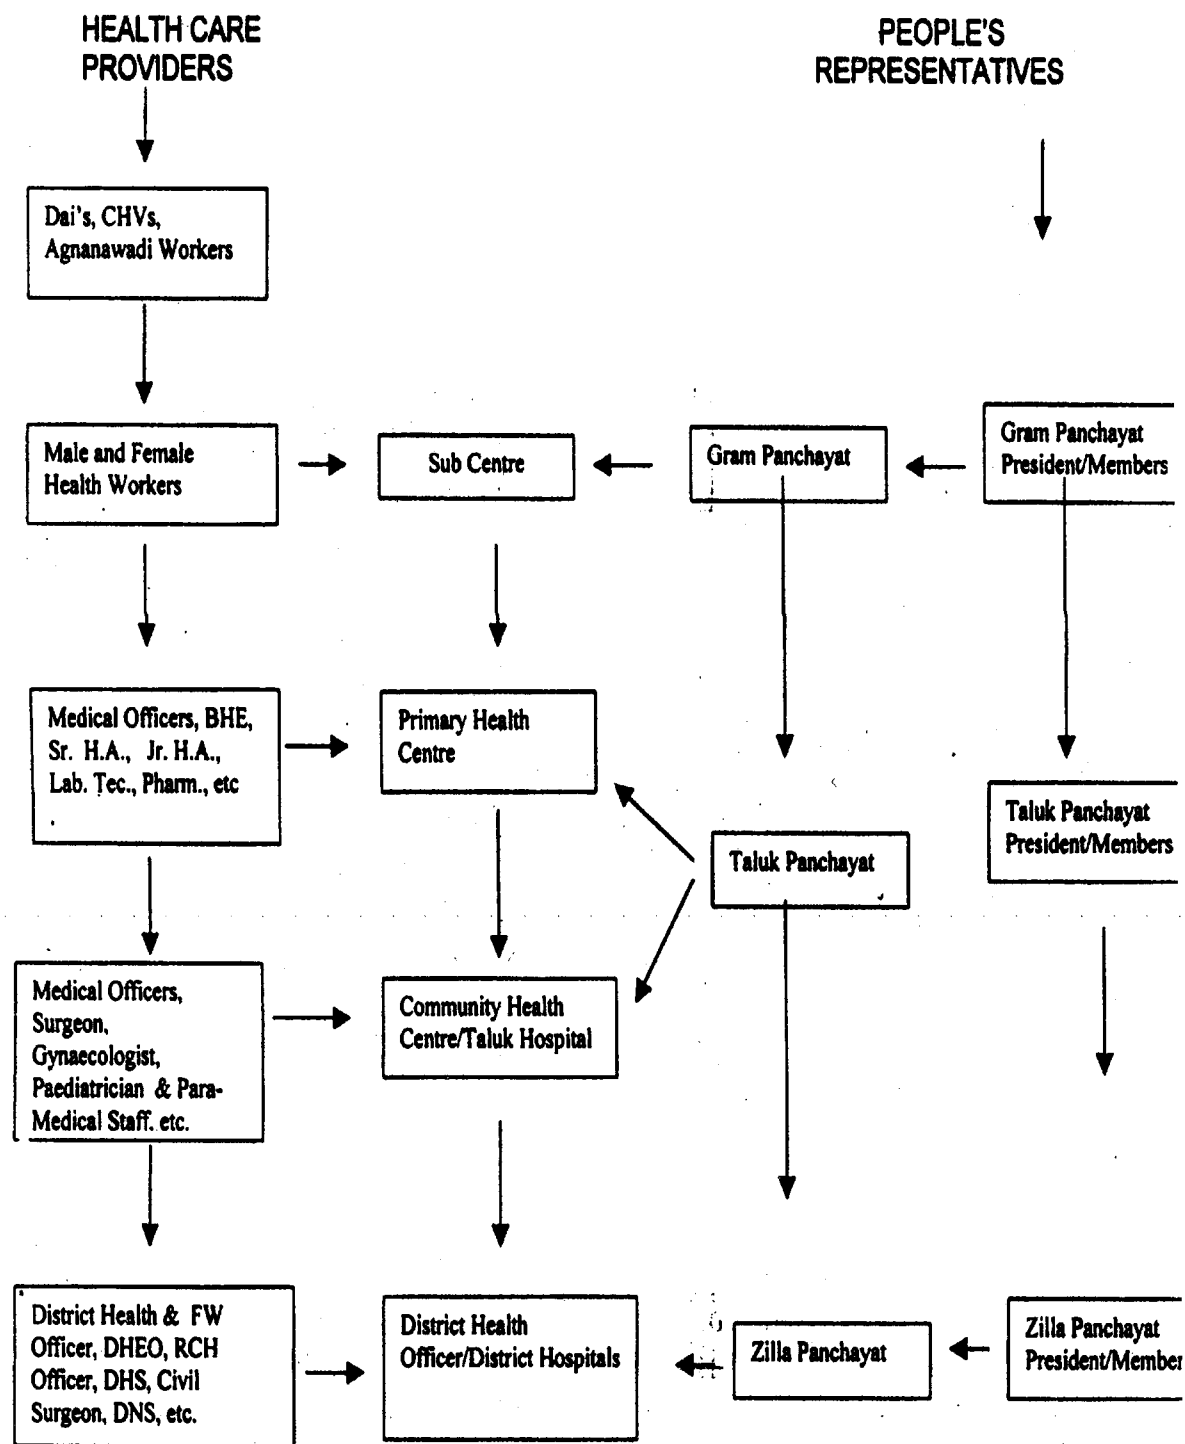 HEALTH CARE
PROVIDERS
PEOPLE'S
REPRESENTATIVES
Dai's, CHVs,
Agnanawadi Workers
Male and Female
Health Workers
Sub Centre
Gram Panchayat
Gram Panchayat
President/Members
Medical Officers, BHE,
Sr. H.A., Jr. H.A.,
Lab. Tec., Pharm., etc
Primary Health
Centre
Taluk Panchayat
Taluk Panchayat
President/Members
Medical Officers,
Surgeon,
Gynaecologist,
Paediatrician & Para-
Medical Staff. etc.
Community Health
Centre/Taluk Hospital
District Health & FW
Officer, DHEO, RCH
Officer, DHS, Civil
Surgeon, DNS, etc.
District Health
Officer/District Hospitals
Zilla Panchayat
Zilla Panchayat
President/Member